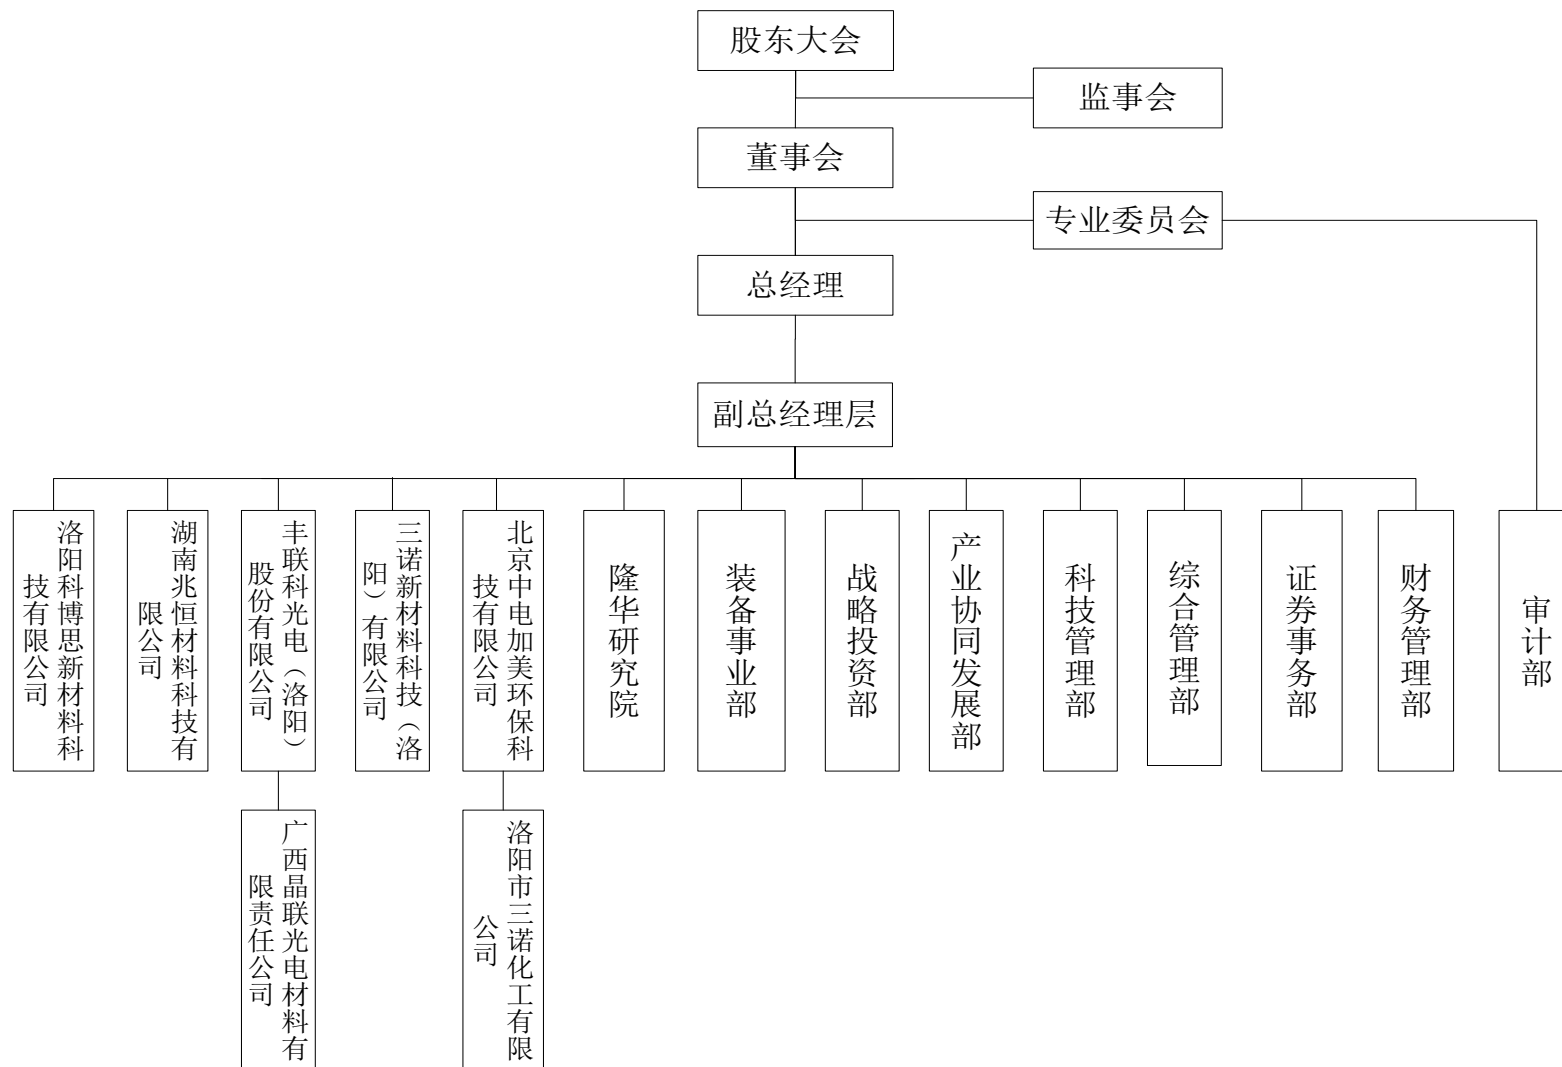 股东大会
监事会
董事会
专业委员会
总经理
副总经理层
洛阳科博思新材料科
技有限公司
湖南兆恒材料科技有
限公司
丰联科光电（洛阳）
股份有限公司
三诺新材料科技（洛
阳）有限公司
北京中电加美环保科
技有限公司
隆华研究院
装备事业部
战略投资部
产业协同发展部
科技管理部
综合管理部
证券事务部
财务管理部
审计部
广西晶联光电材料有
限责任公司
洛阳市三诺化工有限
公司